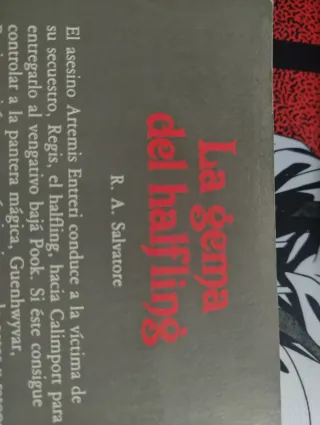 La gema
del halfling
R. A. Salvatore
El asesino Artemis Entreri conduce a la víctima de
su secuestro, Regis, el halfling, hacia Calimport para
entregarlo al vengativo bajá Pook. Si éste consigue
controlar a la pantera mágica, Guenhwyvar,